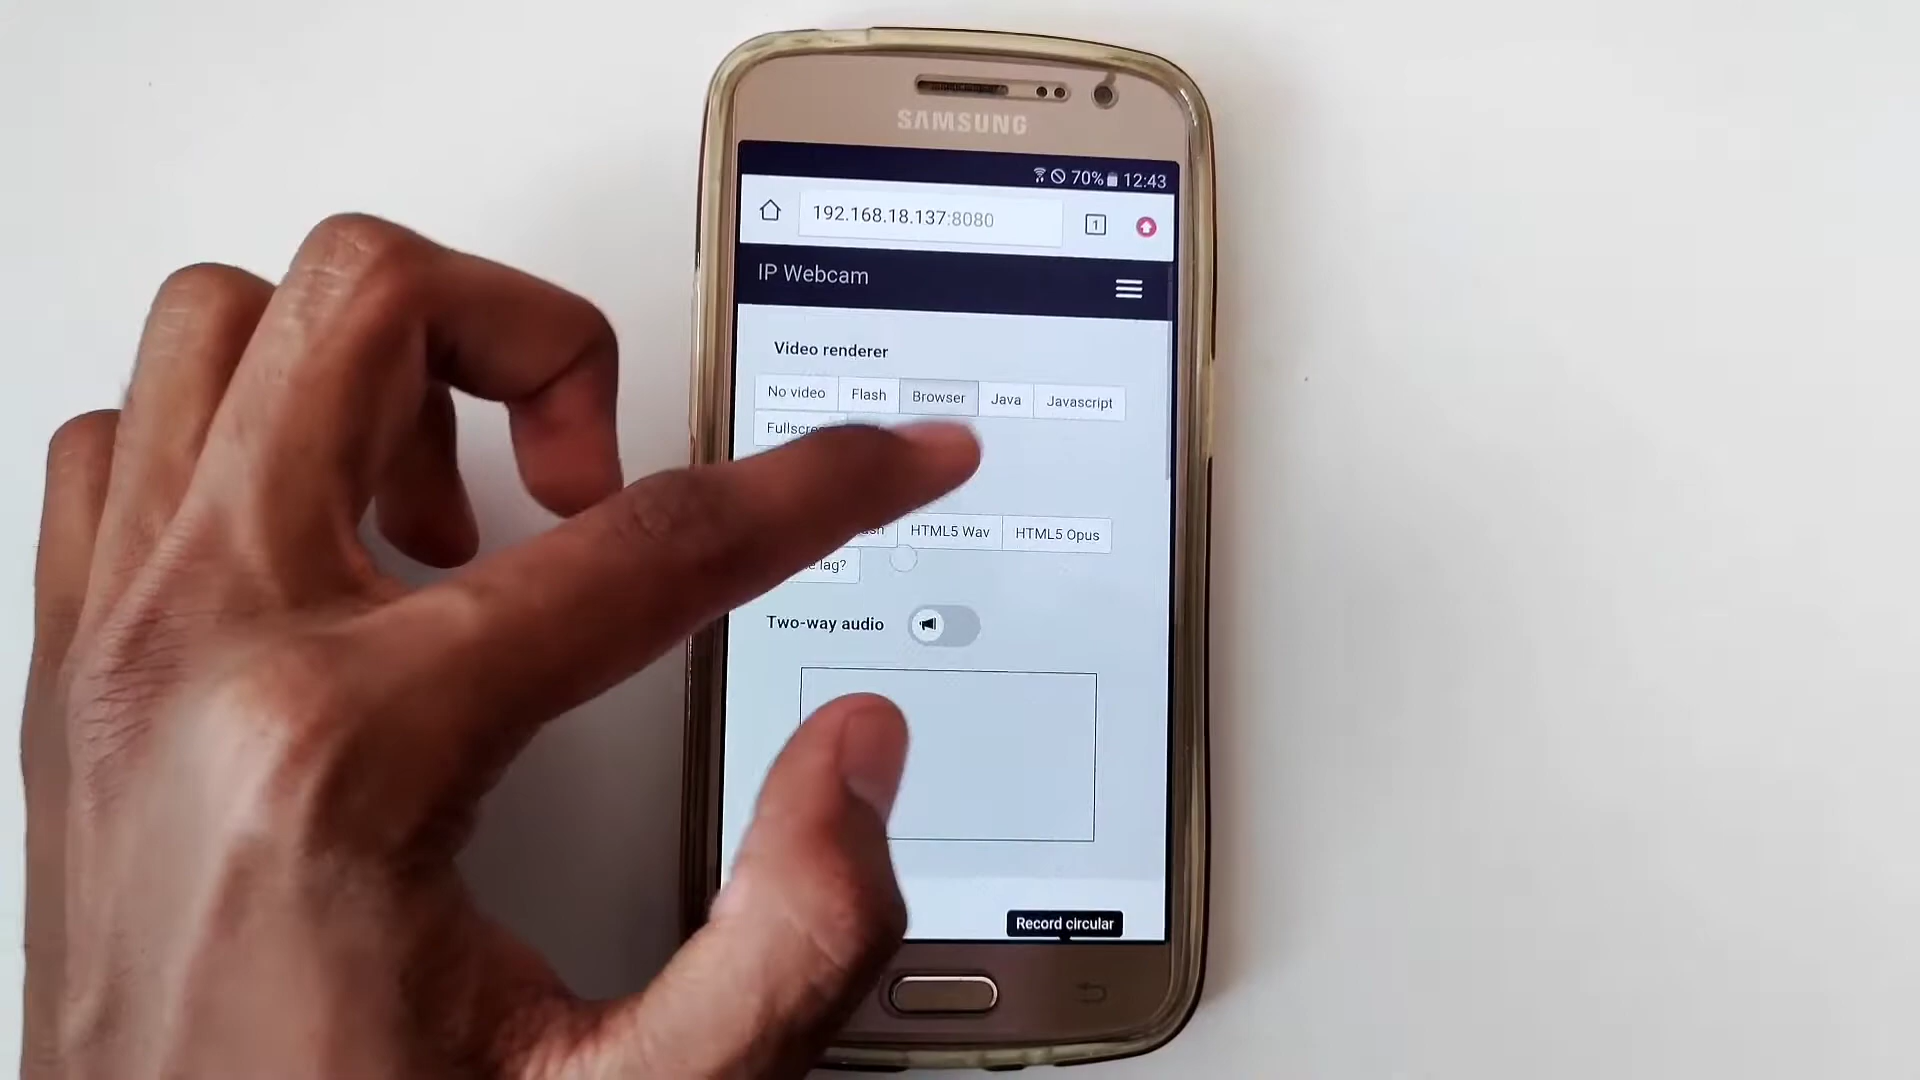 SAMSUNG
70% 12:43
192.168.18.137:8080
1
IP Webcam
Video renderer
No video Flash Browser Java Javascript
HTML5 Wav HTML5 Opus
lag?
Two-way audio
Record circular